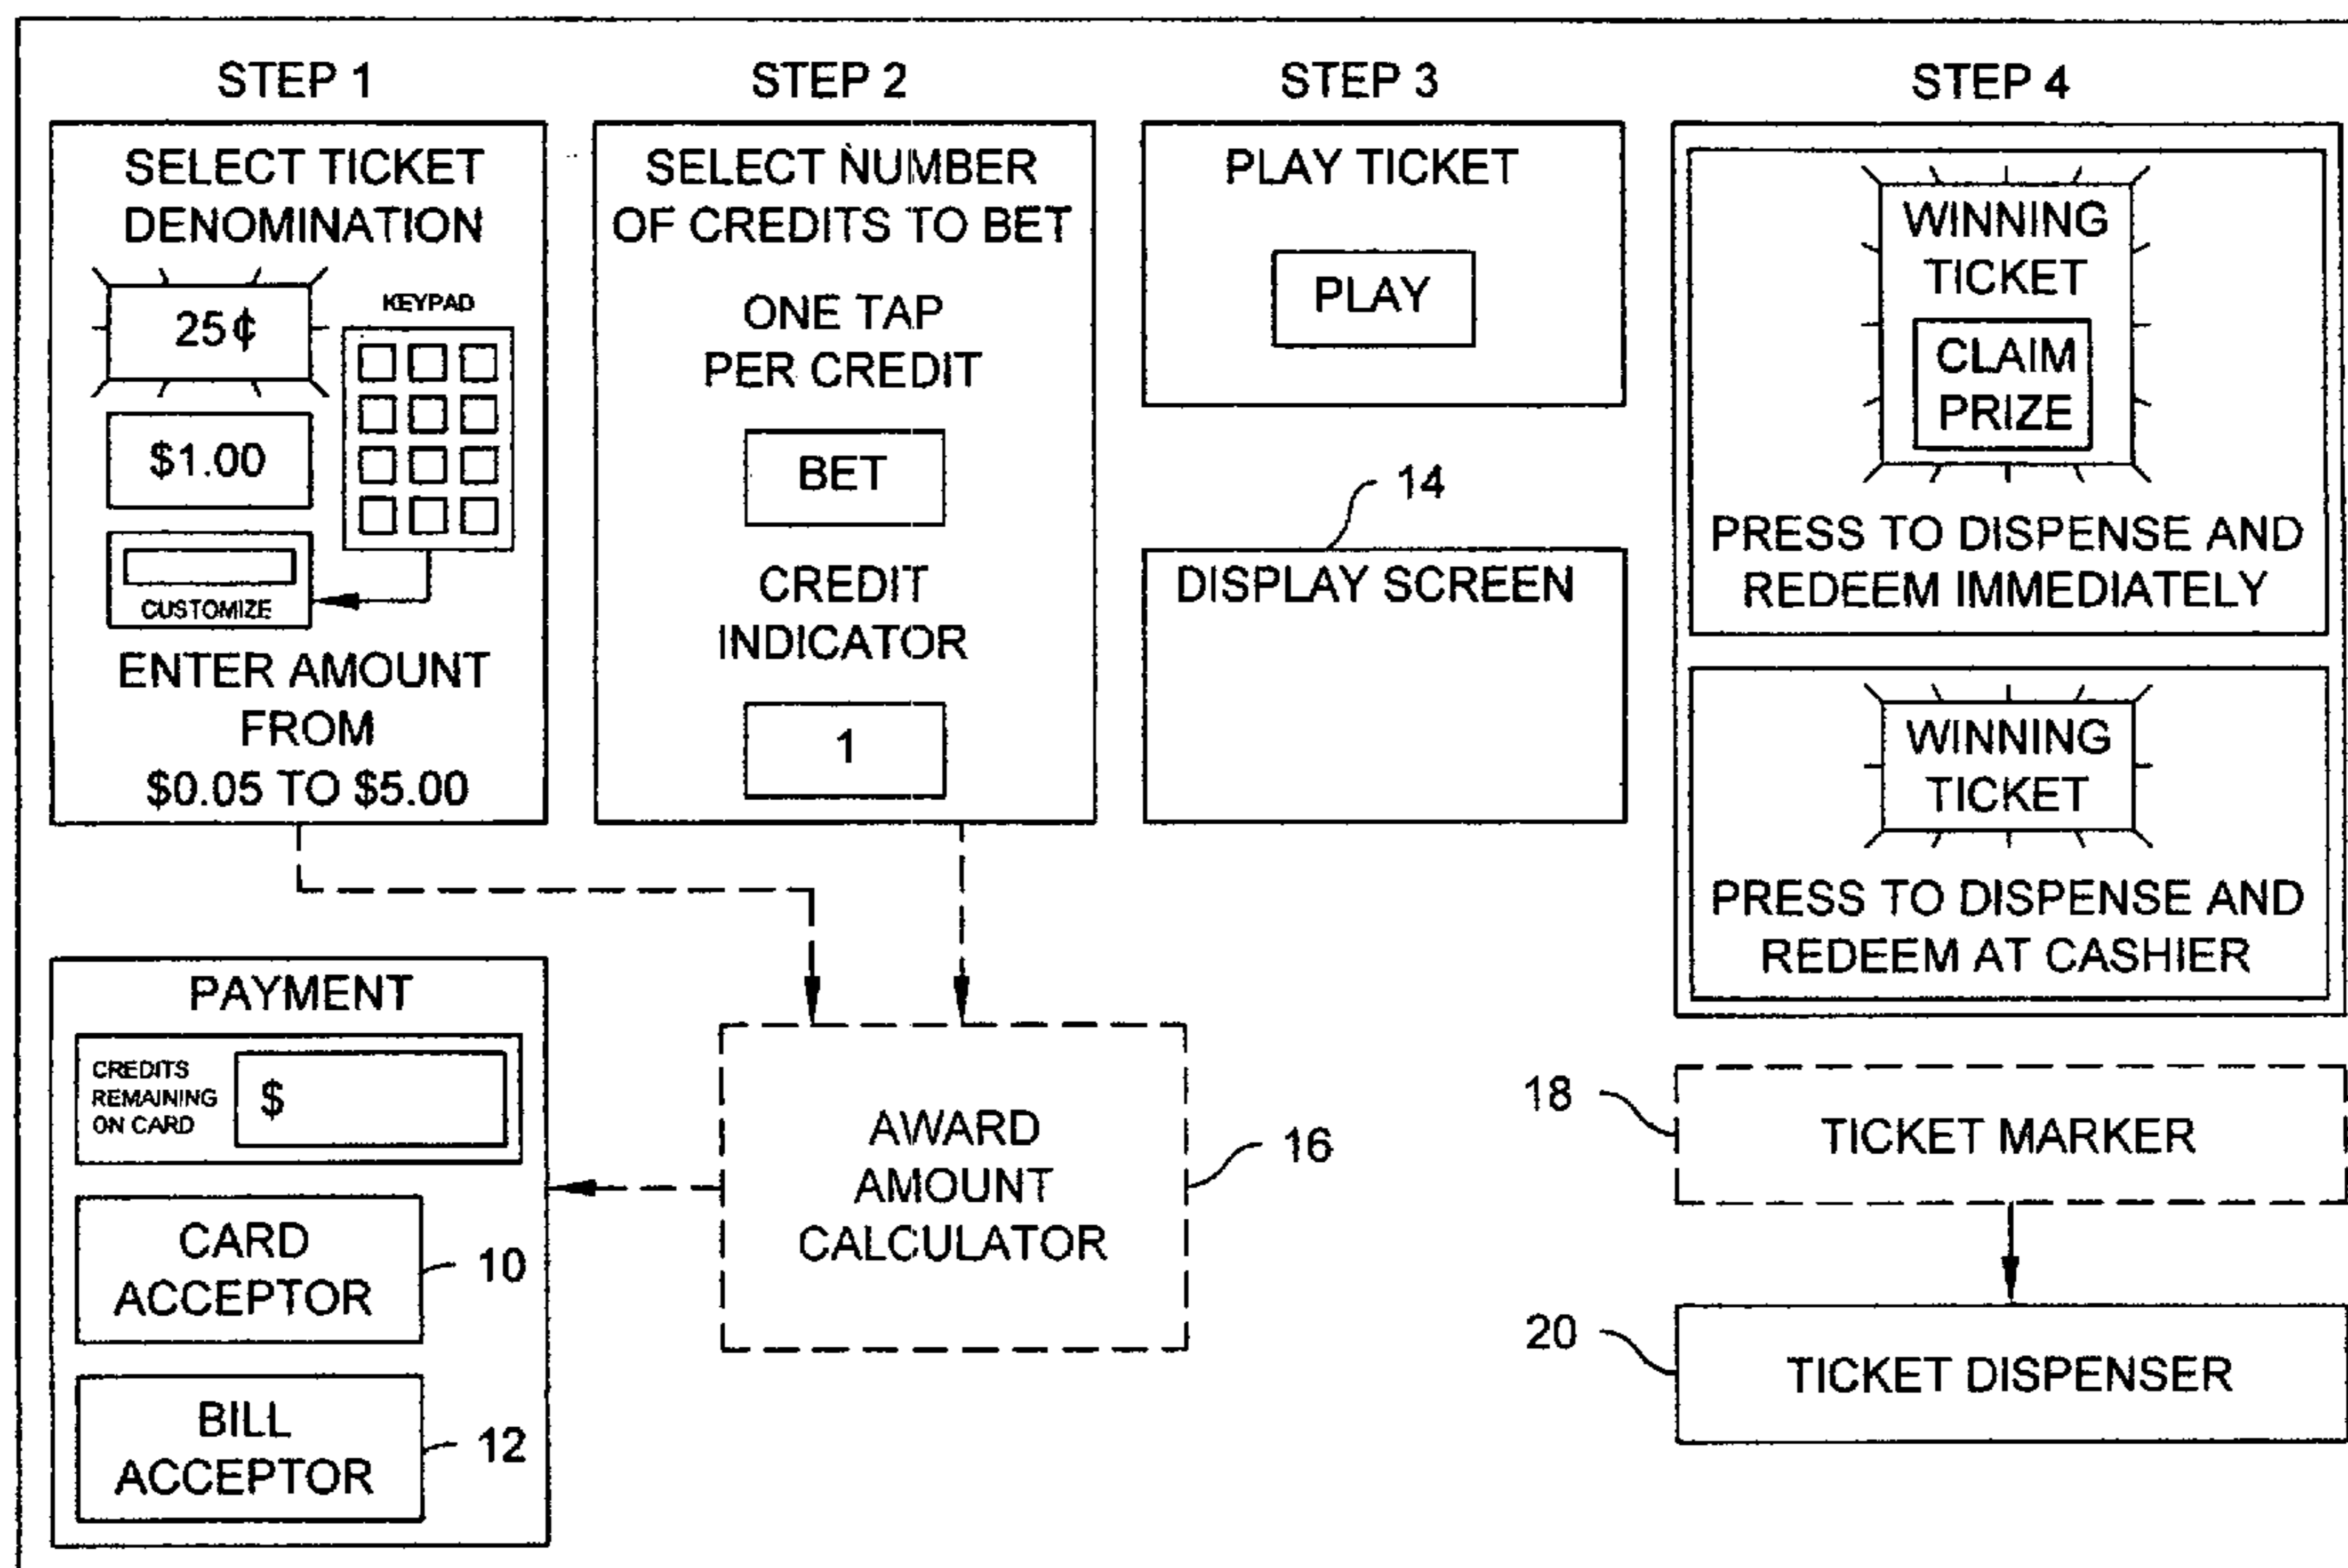 STEP 1
SELECT TICKET
DENOMINATION
25¢
KEYPAD
$1.00
CUSTOMIZE
ENTER AMOUNT
FROM
$0.05 TO $5.00
STEP 2
SELECT NUMBER
OF CREDITS TO BET
ONE TAP
PER CREDIT
BET
CREDIT
INDICATOR
1
STEP 3
PLAY TICKET
PLAY
14
DISPLAY SCREEN
STEP 4
WINNING
TICKET
CLAIM
PRIZE
PRESS TO DISPENSE AND
REDEEM IMMEDIATELY
WINNING
TICKET
PRESS TO DISPENSE AND
REDEEM AT CASHIER
PAYMENT
CREDITS
REMAINING
ON CARD
$
CARD
ACCEPTOR
10
BILL
ACCEPTOR
12
AWARD
AMOUNT
CALCULATOR
16
18
TICKET MARKER
20
TICKET DISPENSER